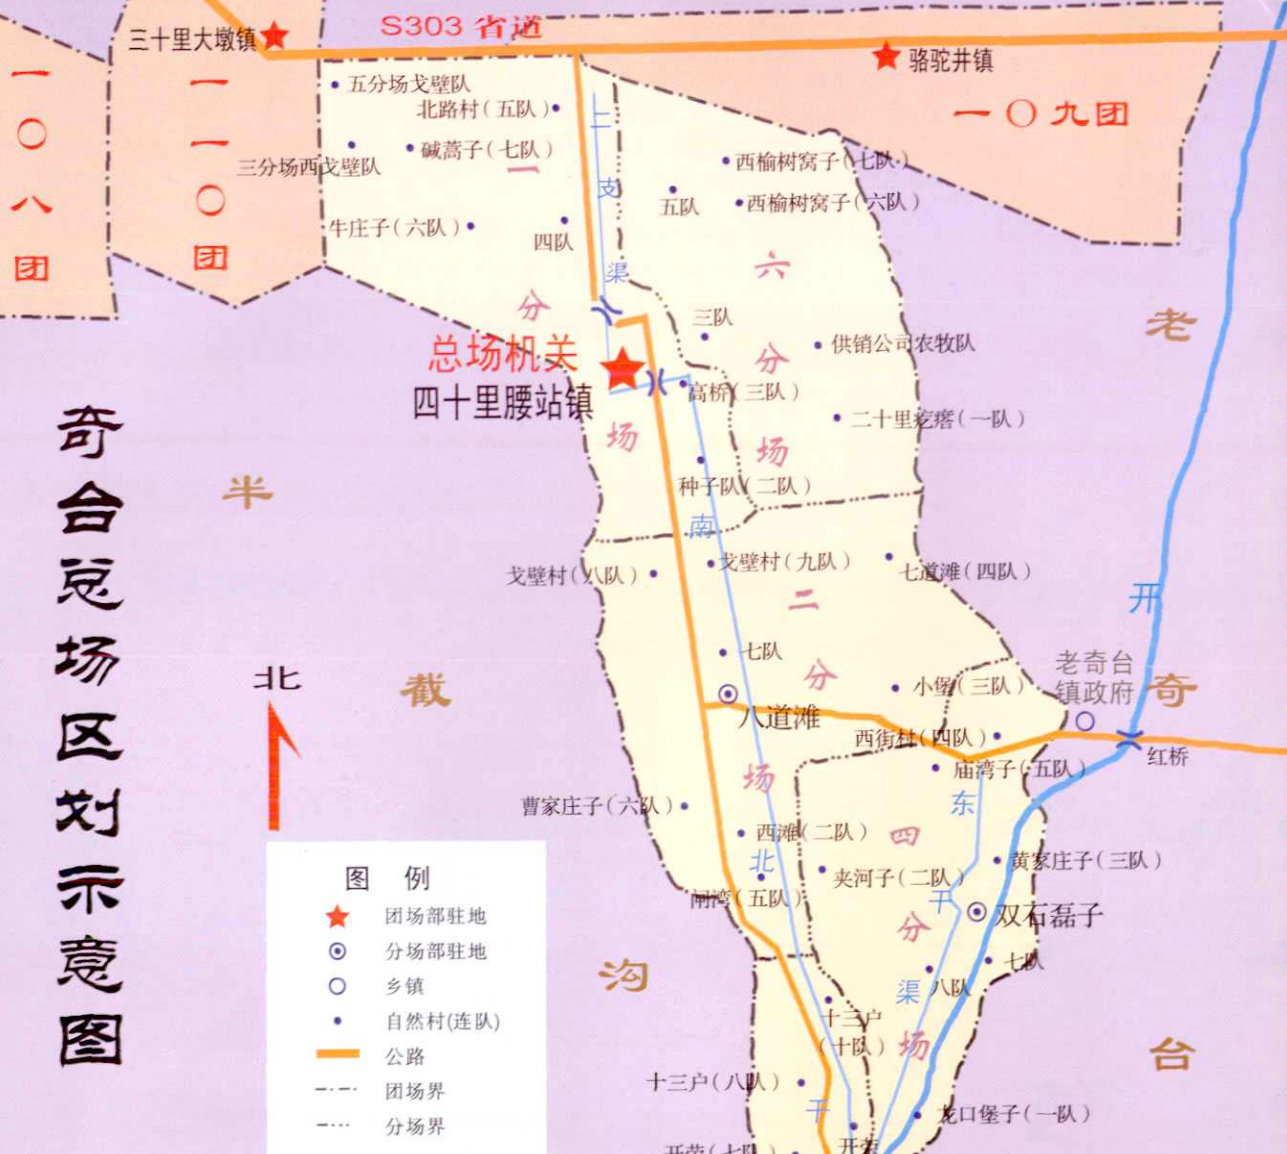 奇台总场区划示意图
S303 省道
三十里大墩镇
骆驼井镇
一〇八团
一一〇团
一〇九团
五分场戈壁队
北路村(五队)
三分场西戈壁队
碱蒿子(七队)
牛庄子(六队)
四队
一分场
上支渠
西榆树窝子(七队)
五队
西榆树窝子(六队)
六分场
三队
供销公司农牧队
总场机关
四十里腰站镇
高桥(三队)
二十里疙瘩(一队)
种子队(二队)
戈壁村(八队)
戈壁村(九队)
七道滩(四队)
二分场
七队
八道滩
小堡(三队)
老奇台
镇政府
西街村(四队)
红桥
庙湾子(五队)
曹家庄子(六队)
西滩(二队)
闸湾(五队)
夹河子(二队)
黄家庄子(三队)
双石磊子
四分场
七队
八队
十三户
(十队)
十三户(八队)
龙口堡子(一队)
开荣(七队)
开荣
南北干
东干渠
开
老奇台
半截沟
北
图 例
团场部驻地
分场部驻地
乡镇
自然村(连队)
公路
团场界
分场界